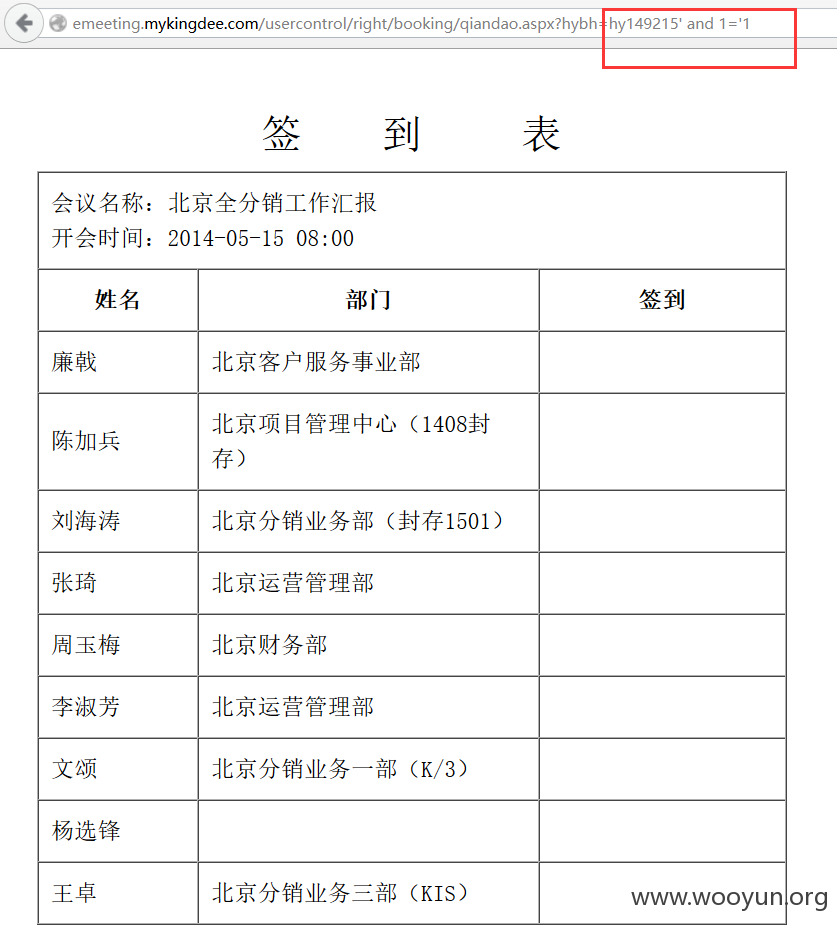 emeeting.mykingdee.com/usercontrol/right/booking/qiandao.aspx?hybh=hy149215' and 1='1
签 到 表
会议名称：北京全分销工作汇报
开会时间：2014-05-15 08:00
姓名 部门 签到
廉戟 北京客户服务事业部
陈加兵 北京项目管理中心（1408封
存）
刘海涛 北京分销业务部（封存1501）
张琦 北京运营管理部
周玉梅 北京财务部
李淑芳 北京运营管理部
文颂 北京分销业务一部（K/3）
杨选锋
王卓 北京分销业务三部（KIS）
www.wooyun.org